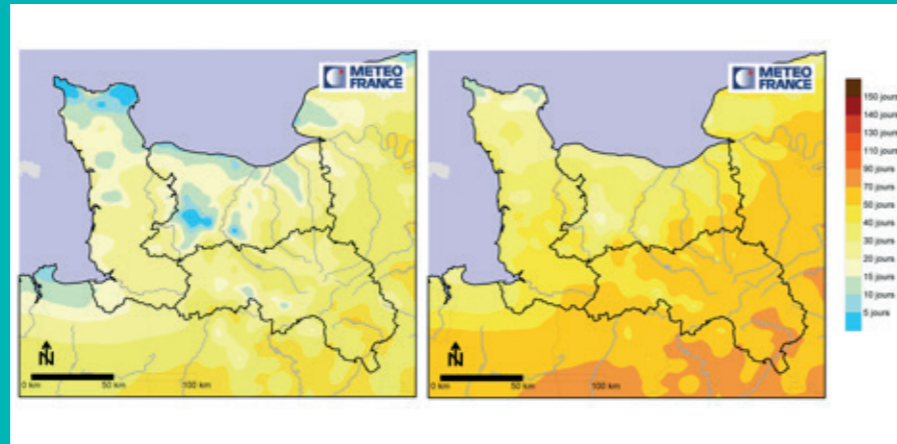 METEO
FRANCE
N
0 km
50 km
100 km
METEO
FRANCE
N
0 km
50 km
100 km
150 jours
140 jours
130 jours
110 jours
90 jours
70 jours
50 jours
40 jours
30 jours
20 jours
15 jours
10 jours
5 jours